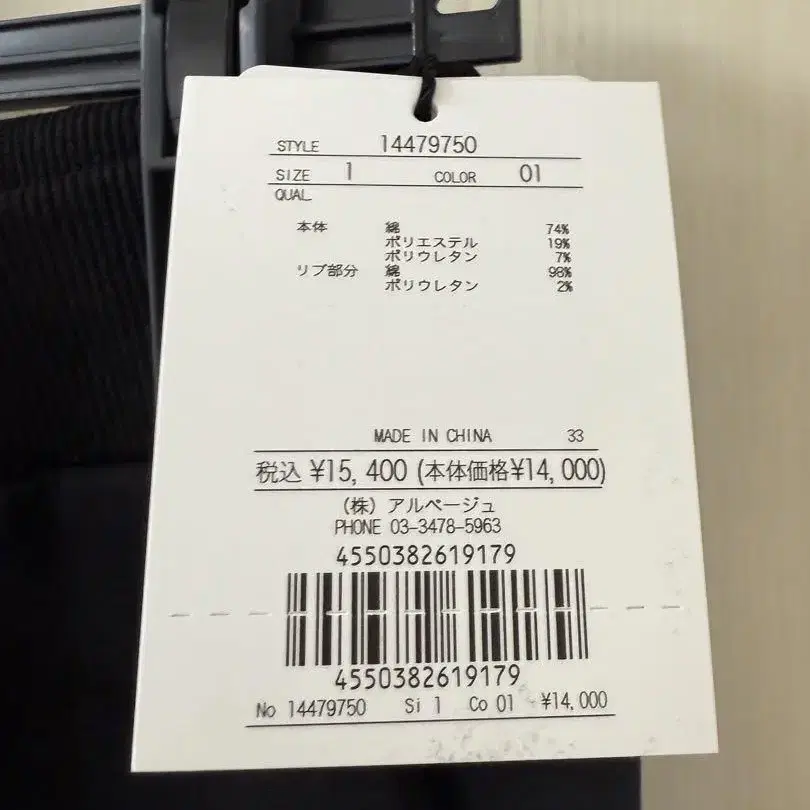 STYLE 14479750
SIZE 1 COLOR 01
QUAL
本体 綿 74%
ポリエステル 19%
ポリウレタン 7%
リブ部分 綿 98%
ポリウレタン 2%
MADE IN CHINA 33
税込 ¥15,400 (本体価格¥14,000)
(株) アルページュ
PHONE 03-3478-5963
4550382619179
4550382619179
No 14479750 Si 1 Co 01 ¥14,000